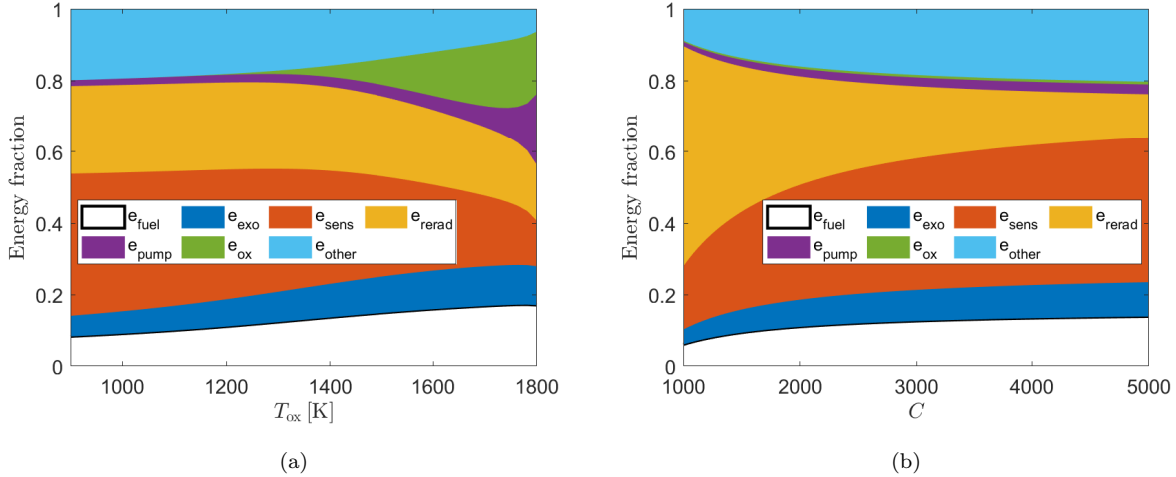 1
0.8
0.6
0.4
0.2
0
Energy fraction
e_fuel e_exo e_sens e_rerad
e_pump e_ox e_other
1000 1200 1400 1600 1800
T_ox [K]
(a)
1
0.8
0.6
0.4
0.2
0
Energy fraction
e_fuel e_exo e_sens e_rerad
e_pump e_ox e_other
1000 2000 3000 4000 5000
C
(b)